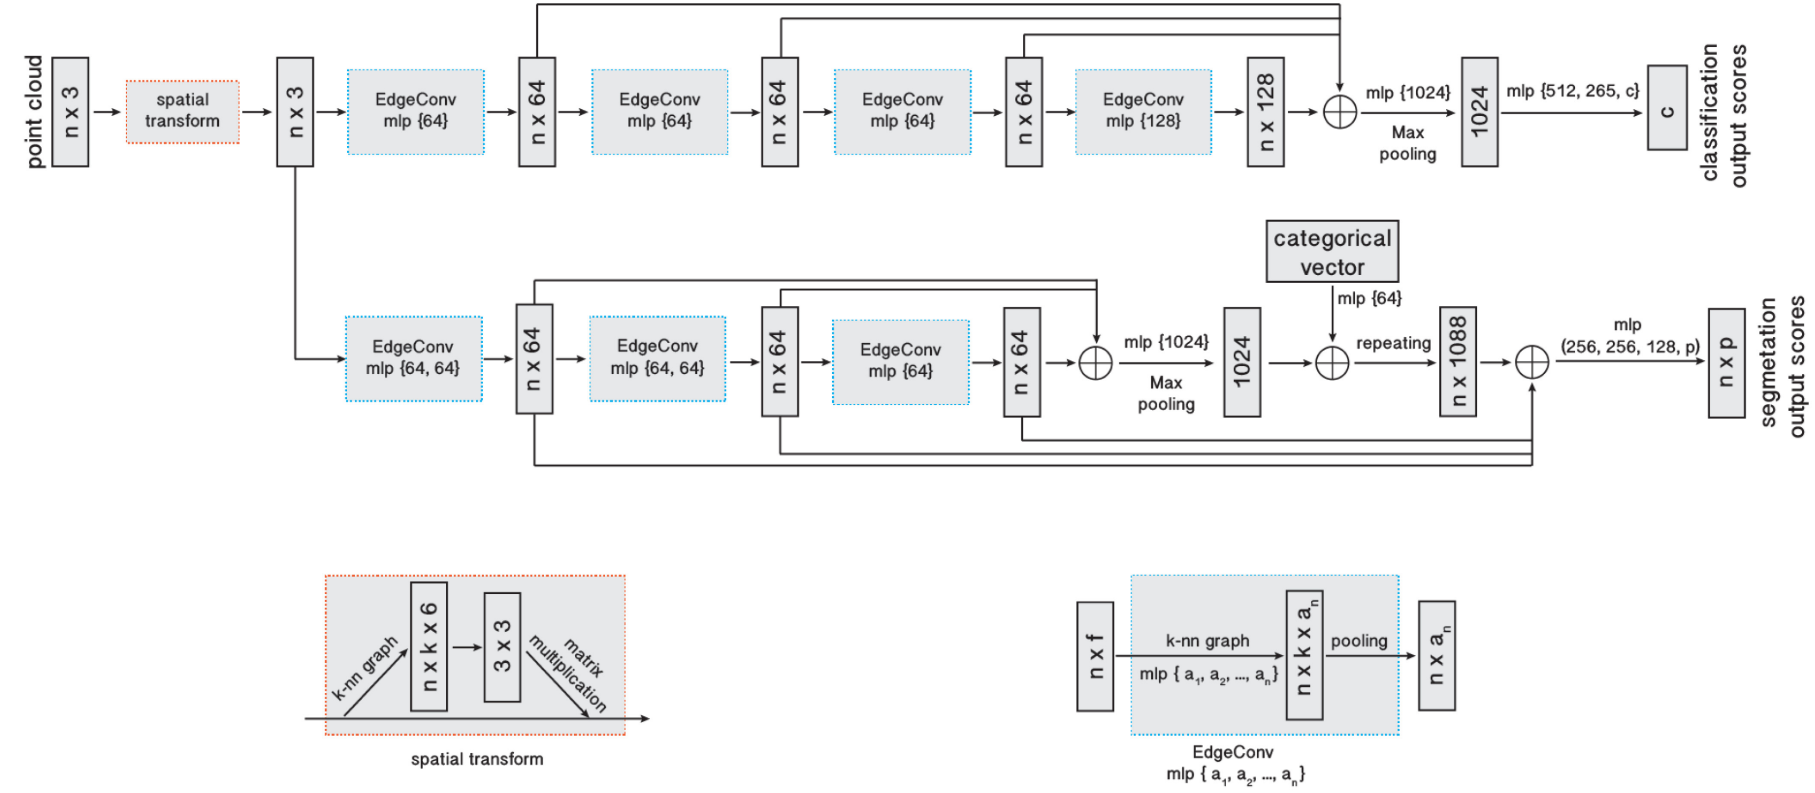 point cloud
n x 3
spatial
transform
n x 3
EdgeConv
mlp {64}
n x 64
EdgeConv
mlp {64}
n x 64
EdgeConv
mlp {64}
n x 64
EdgeConv
mlp {128}
n x 128
mlp {1024}
Max
pooling
1024
mlp {512, 265, c}
c
classification
output scores
categorical
vector
mlp {64}
EdgeConv
mlp {64, 64}
n x 64
EdgeConv
mlp {64, 64}
n x 64
EdgeConv
mlp {64}
n x 64
mlp {1024}
Max
pooling
1024
repeating
n x 1088
mlp
(256, 256, 128, p)
n x p
segmetation
output scores
k-nn graph
n x k x 6
3 x 3
matrix
multiplication
spatial transform
n x f
k-nn graph
mlp { a₁, a₂, ..., aₙ}
n x k x aₙ
pooling
n x aₙ
EdgeConv
mlp { a₁, a₂, ..., aₙ}